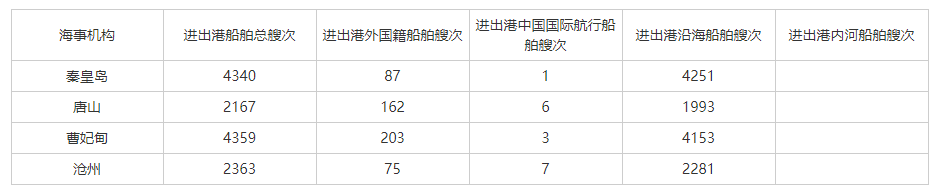 海事机构 进出港船舶总艘次 进出港外国籍船舶艘次 进出港中国国际航行船舶艘次 进出港沿海船舶艘次 进出港内河船舶艘次
秦皇岛 4340 87 1 4251
唐山 2167 162 6 1993
曹妃甸 4359 203 3 4153
沧州 2363 75 7 2281